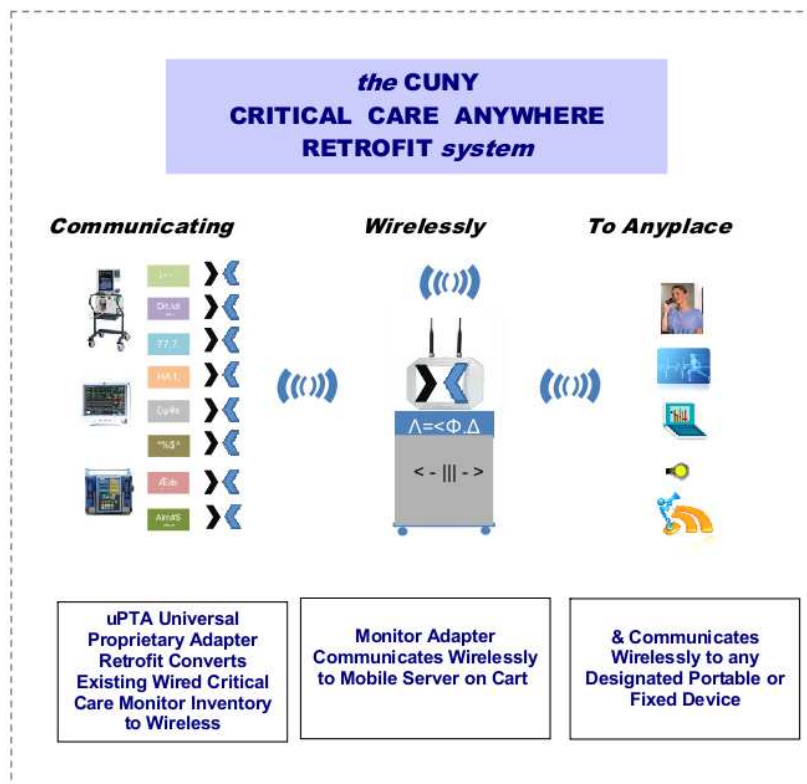 the CUNY
CRITICAL CARE ANYWHERE
RETROFIT system
Communicating
Wirelessly
To Anyplace
77,7.
*%$^
Λ=<Φ.Δ
< - ||| - >
uPTA Universal
Proprietary Adapter
Retrofit Converts
Existing Wired Critical
Care Monitor Inventory
to Wireless
Monitor Adapter
Communicates Wirelessly
to Mobile Server on Cart
& Communicates
Wirelessly to any
Designated Portable or
Fixed Device